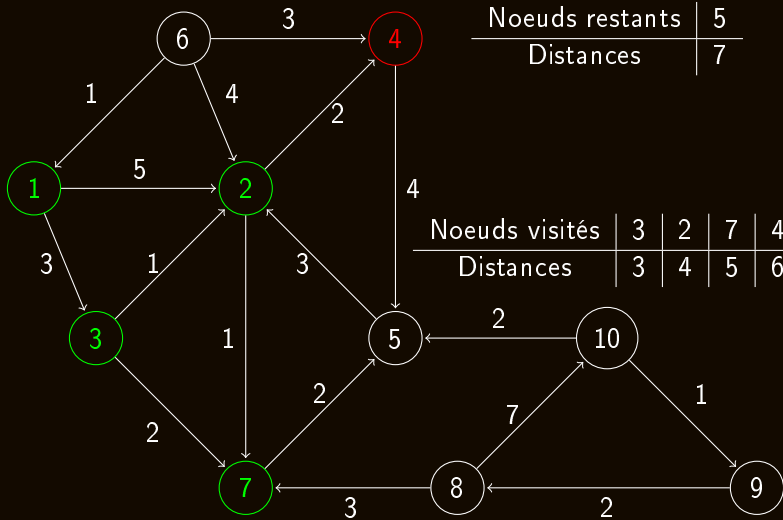 6 3 4 Noeuds restants 5
Distances 7
1 4 2
5
1 2 4
3 1 3 Noeuds visités 3 2 7 4
Distances 3 4 5 6
3 1 5 2 10
2 2 7 1
7 3 8 2 9